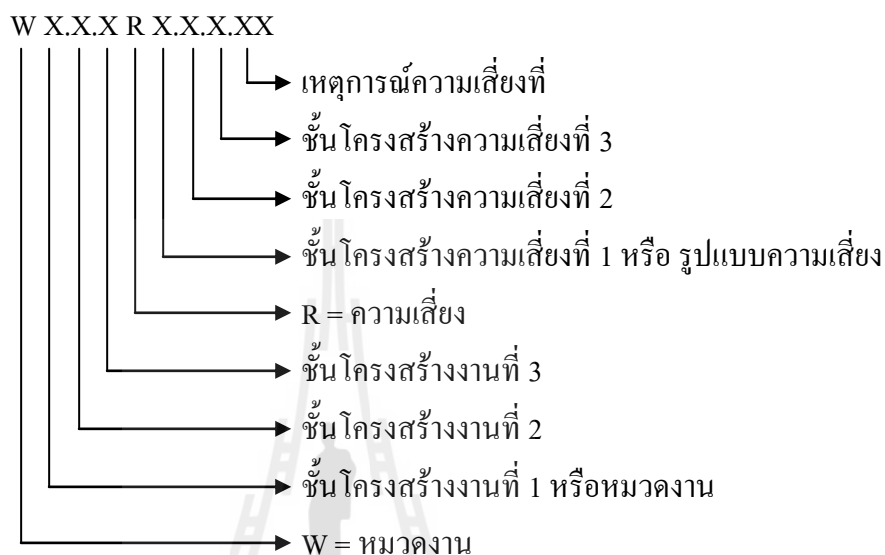 W X.X.X R X.X.X.XX
เหตุการณ์ความเสี่ยงที่
ชั้นโครงสร้างความเสี่ยงที่ 3
ชั้นโครงสร้างความเสี่ยงที่ 2
ชั้นโครงสร้างความเสี่ยงที่ 1 หรือ รูปแบบความเสี่ยง
R = ความเสี่ยง
ชั้นโครงสร้างงานที่ 3
ชั้นโครงสร้างงานที่ 2
ชั้นโครงสร้างงานที่ 1 หรือหมวดงาน
W = หมวดงาน